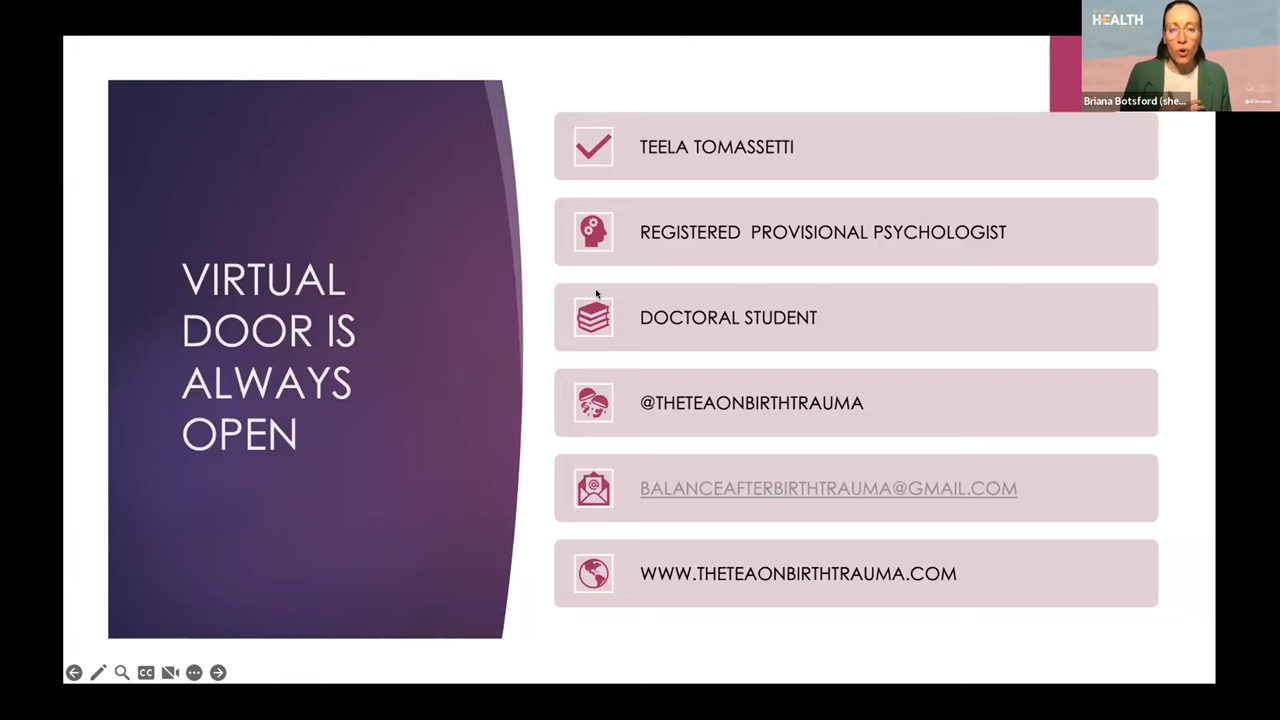 HEALTH
Briana Botsford (she...
VIRTUAL
DOOR IS
ALWAYS
OPEN
TEELA TOMASSETTI
REGISTERED  PROVISIONAL PSYCHOLOGIST
DOCTORAL STUDENT
@THETEAONBIRTHTRAUMA
@
BALANCEAFTERBIRTHTRAUMA@GMAIL.COM
WWW.THETEAONBIRTHTRAUMA.COM
CC